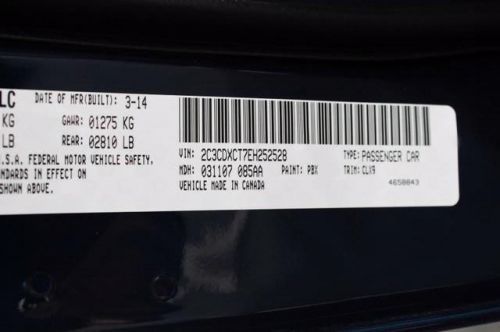 LC DATE OF MFR(BUILT): 3-14
KG GAWR: 01275 KG
LB REAR: 02810 LB
.S.A. FEDERAL MOTOR VEHICLE SAFETY,
NDARDS IN EFFECT ON
SHOWN ABOVE.
VIN: 2C3CDXCT7EH252528 TYPE: PASSENGER CAR
MDH: 031107 085AA PAINT: PBX TRIM: CLX9
VEHICLE MADE IN CANADA
4658843